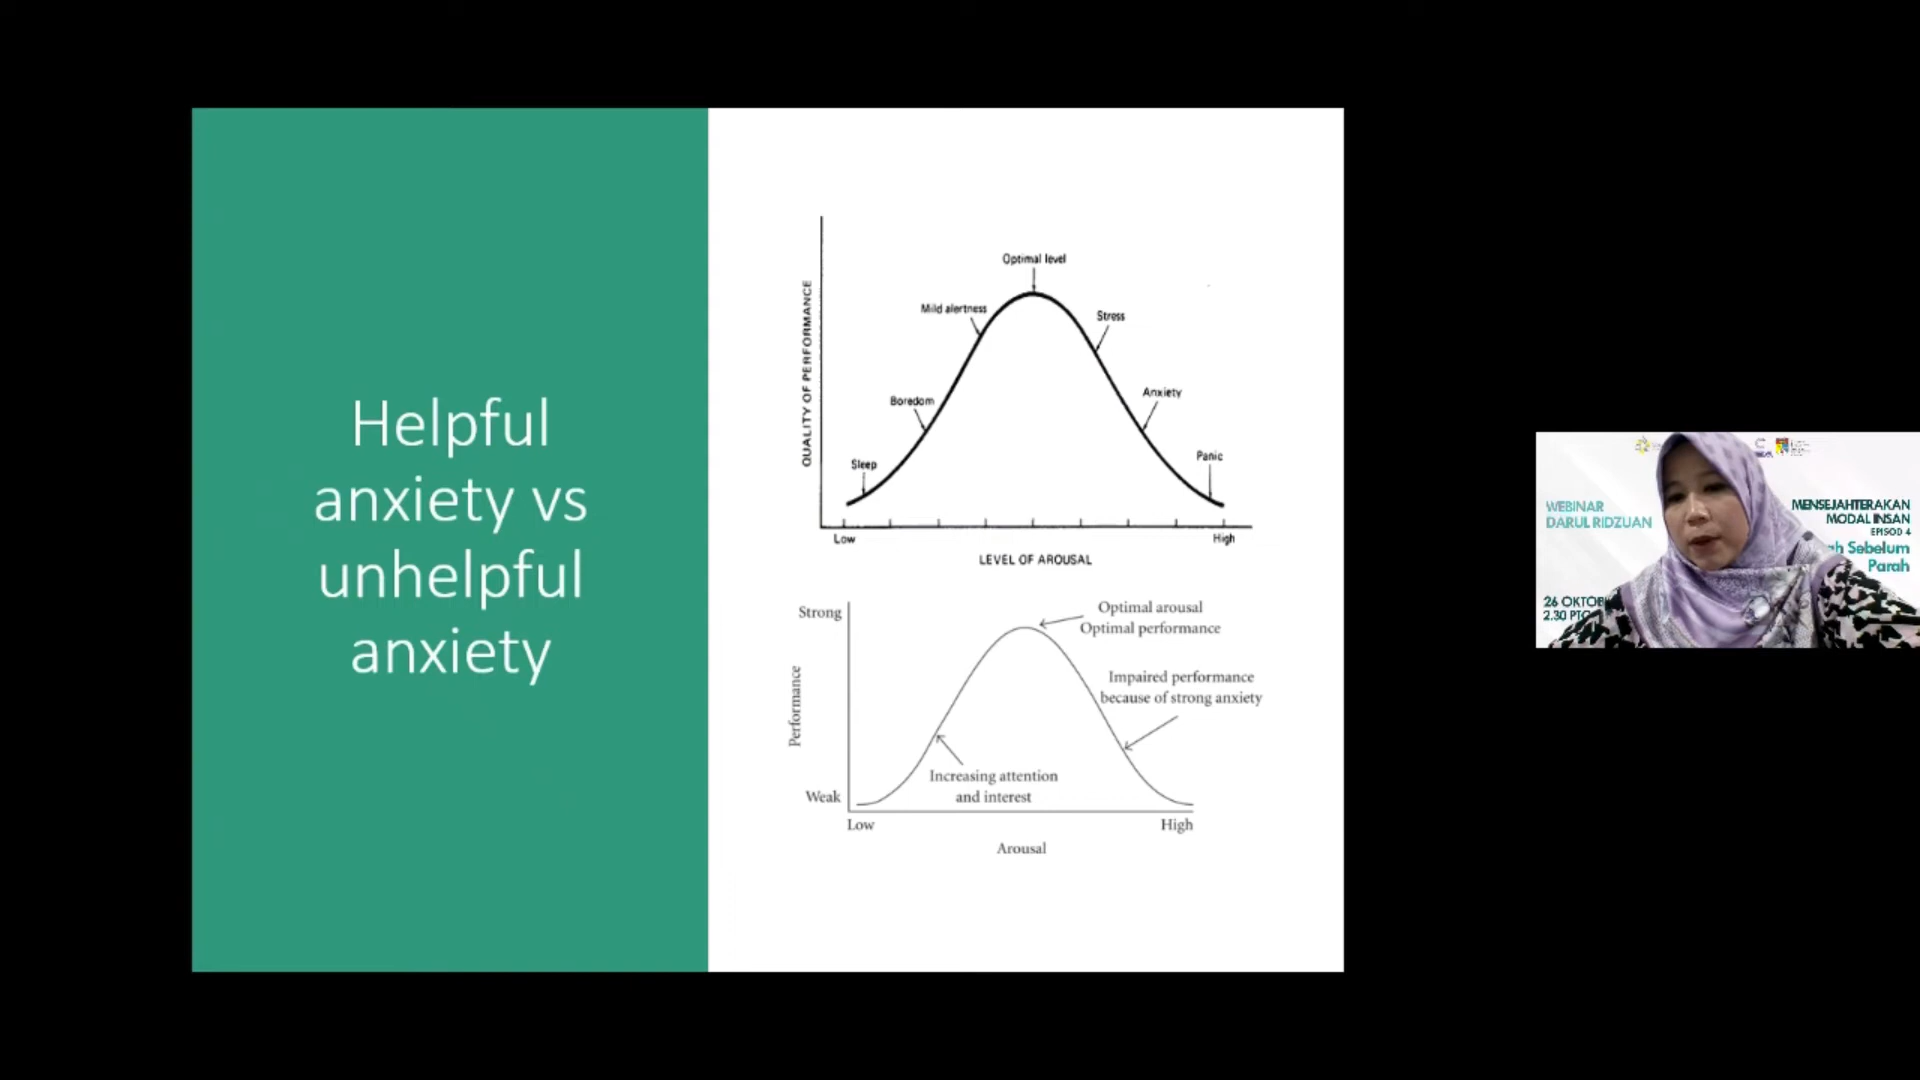 Helpful
anxiety vs
unhelpful
anxiety
QUALITY OF PERFORMANCE
Optimal level
Mild alertness
Stress
Boredom
Anxiety
Sleep
Panic
Low
High
LEVEL OF AROUSAL
Strong
Optimal arousal
Optimal performance
Performance
Impaired performance
because of strong anxiety
Increasing attention
and interest
Weak
Low
High
Arousal
WEBINAR
DARUL RIDZUAN
MENSEJAHTERAKAN
MODAL INSAN
EPISOD 4
Sebelum
Parah
26
2.30